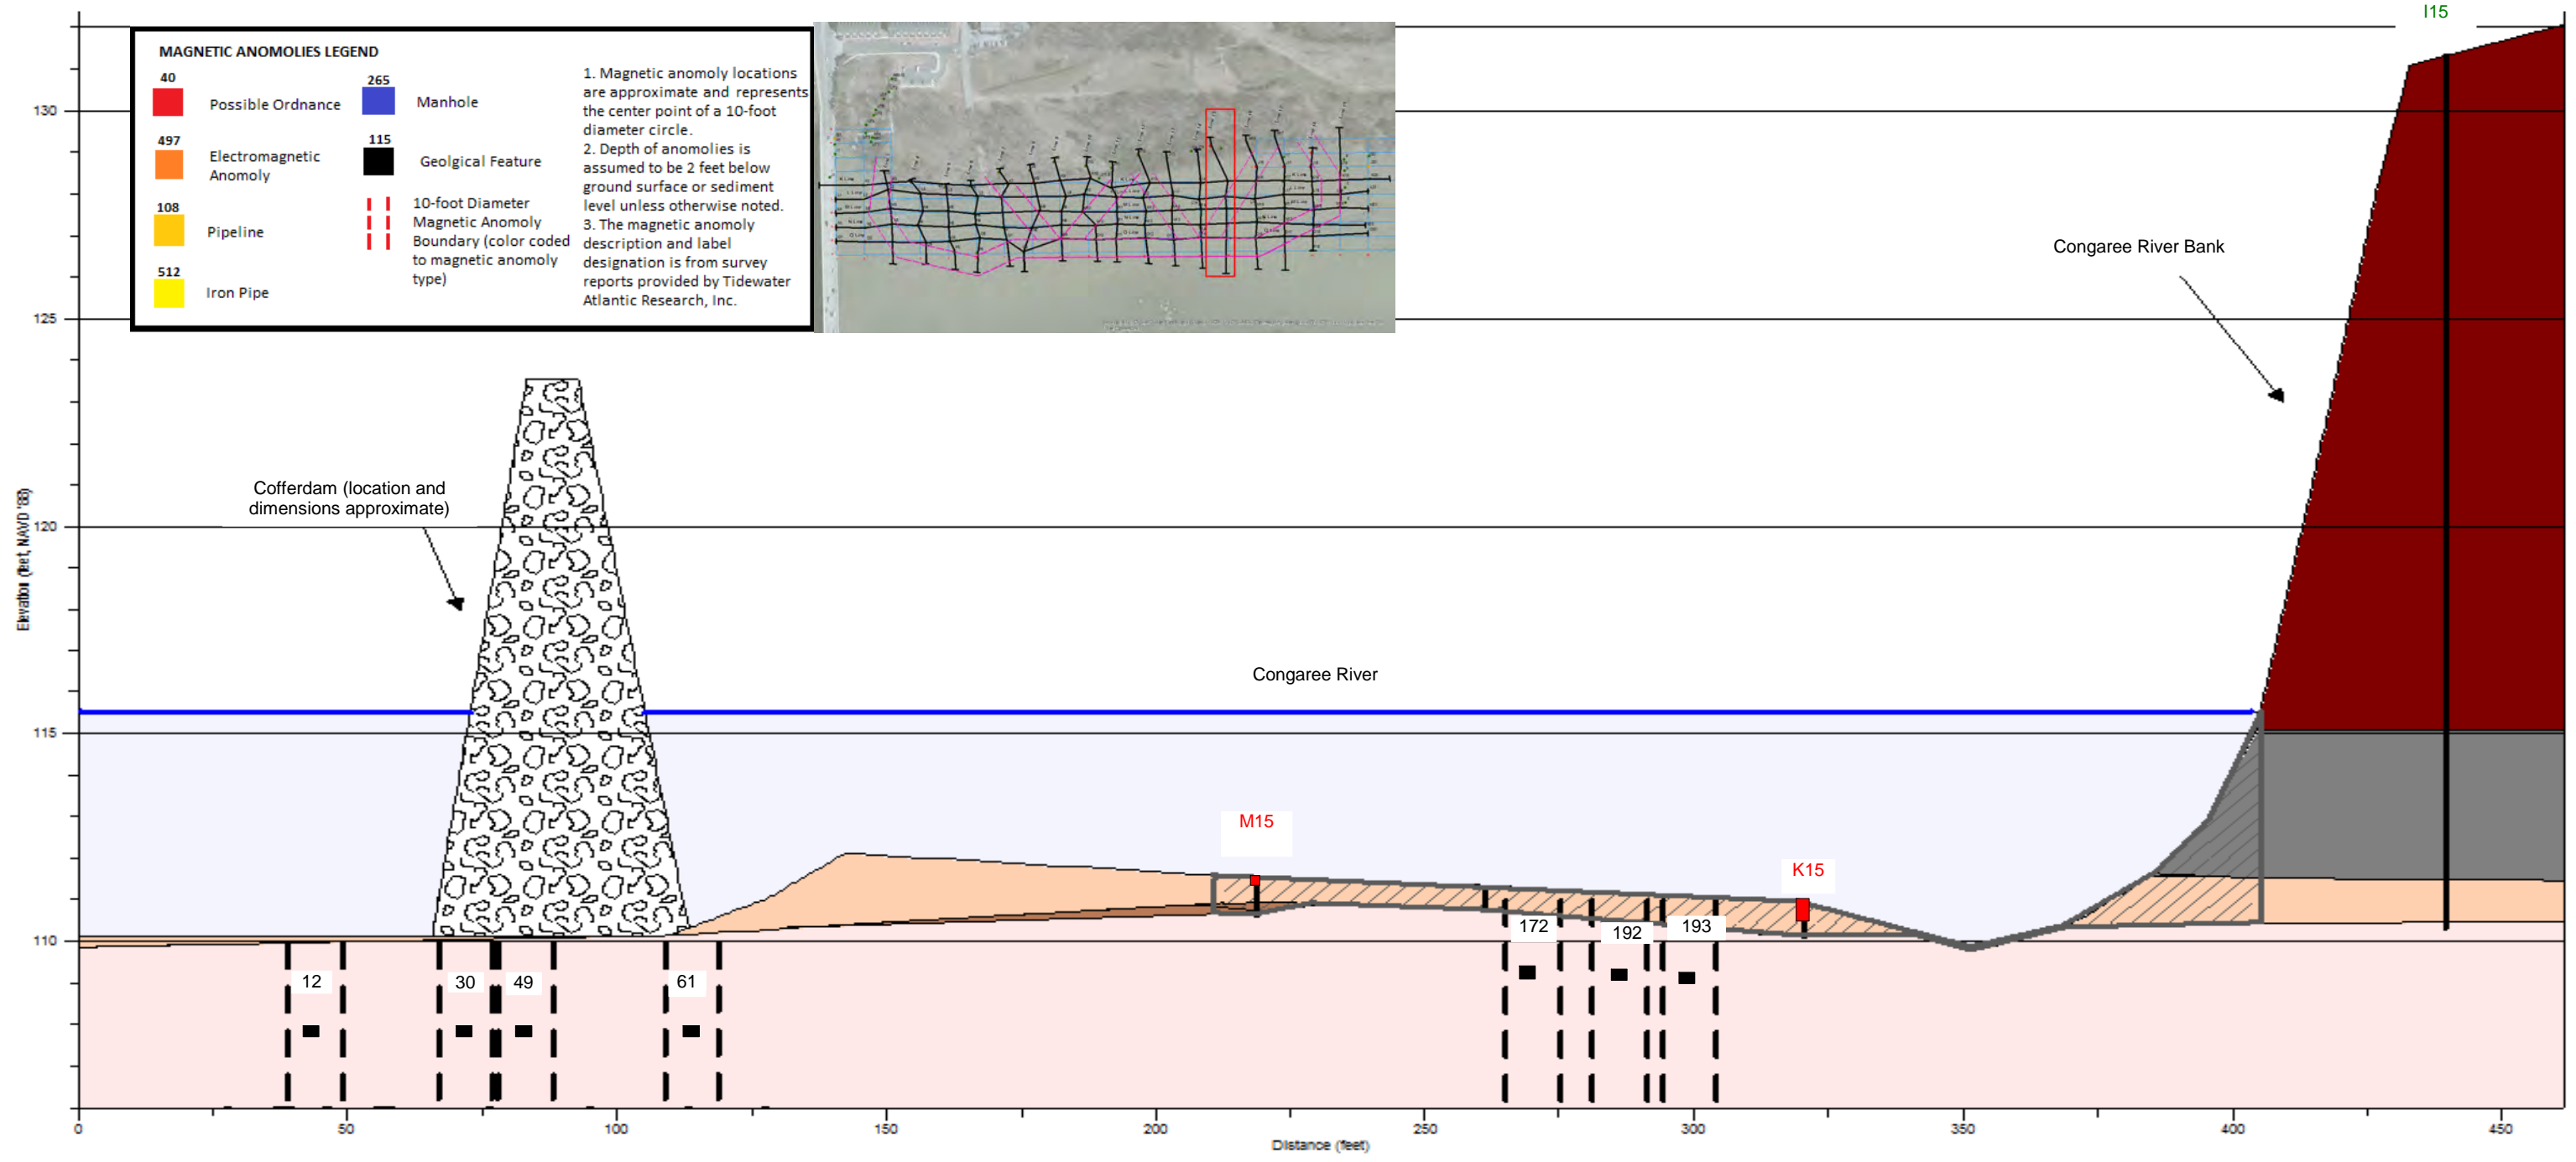 I15
MAGNETIC ANOMOLIES LEGEND
40
Possible Ordnance
497
Electromagnetic
Anomoly
108
Pipeline
512
Iron Pipe
265
Manhole
115
Geolgical Feature
10-foot Diameter
Magnetic Anomoly
Boundary (color coded
to magnetic anomoly
type)
1. Magnetic anomoly locations
are approximate and represents
the center point of a 10-foot
diameter circle.
2. Depth of anomolies is
assumed to be 2 feet below
ground surface or sediment
level unless otherwise noted.
3. The magnetic anomoly
description and label
designation is from survey
reports provided by Tidewater
Atlantic Research, Inc.
Congaree River Bank
Cofferdam (location and
dimensions approximate)
Congaree River
M15
K15
172
192
193
12
30
49
61
130
125
120
115
110
Elevation (feet, NAVD '88)
0
50
100
150
200
250
300
350
400
450
Distance (feet)